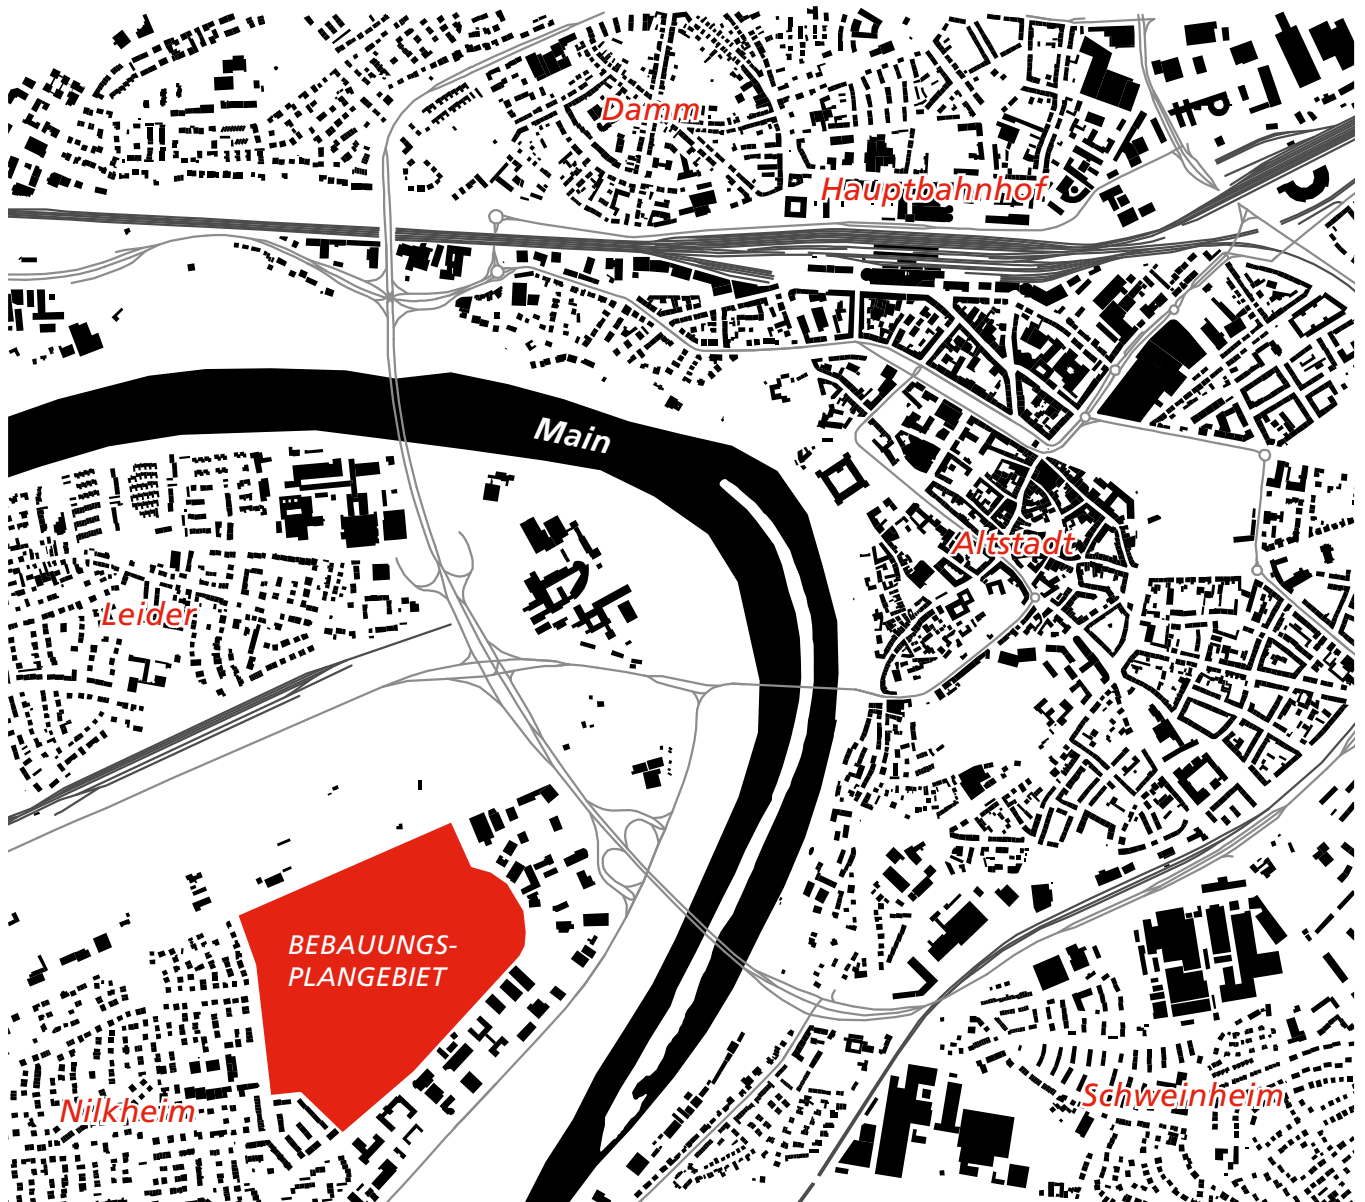 Damm
Hauptbahnhof
Main
Altstadt
Leider
BEBAUUNGS-
PLANGEBIET
Schweinheim
Nilkheim